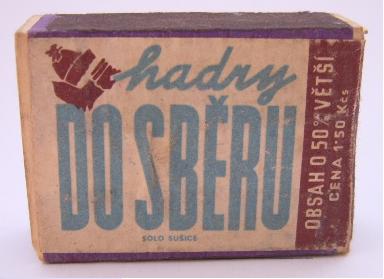 hadry
DO SBĚRU
SOLO SUŠICE
OBSAH O 50% VĚTŠÍ
CENA 1·50 Kčs